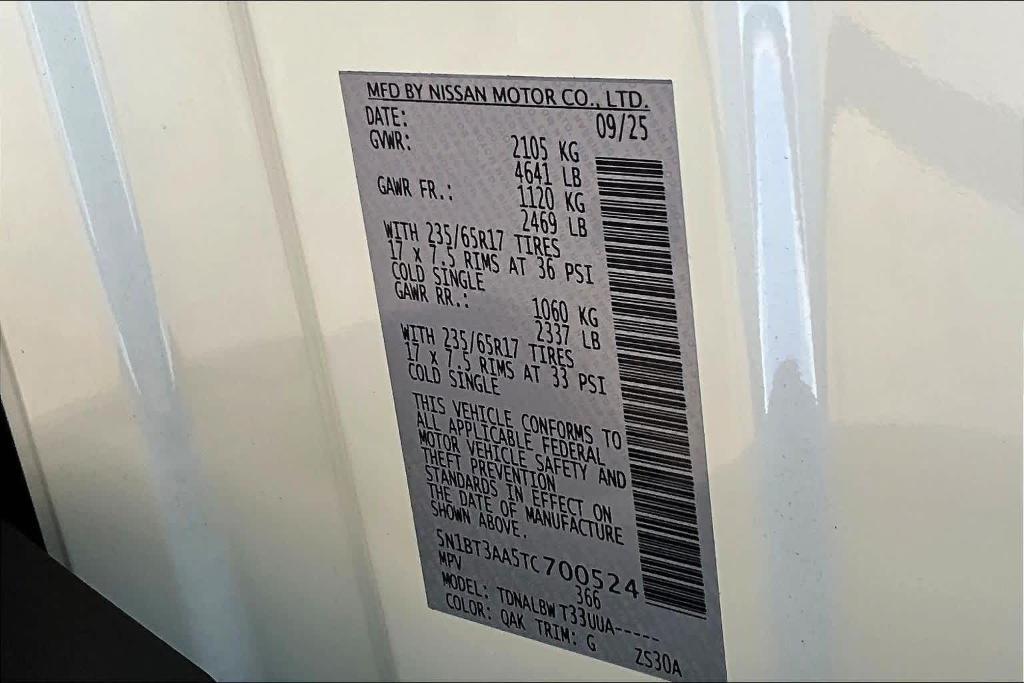 MFD BY NISSAN MOTOR CO., LTD.
DATE: 09/25
GVWR: 2105 KG
4641 LB
GAWR FR.: 1120 KG
2469 LB
WITH 235/65R17 TIRES
17 X 7.5 RIMS AT 36 PSI
COLD SINGLE
GAWR RR.: 1060 KG
2337 LB
WITH 235/65R17 TIRES
17 X 7.5 RIMS AT 33 PSI
COLD SINGLE
THIS VEHICLE CONFORMS TO
ALL APPLICABLE FEDERAL
MOTOR VEHICLE SAFETY AND
THEFT PREVENTION
STANDARDS IN EFFECT ON
THE DATE OF MANUFACTURE
SHOWN ABOVE.
5N1BT3AA5TC700524
MPV 366
MODEL: TDNALBW T33UUA-----
COLOR: QAK TRIM: G ZS30A